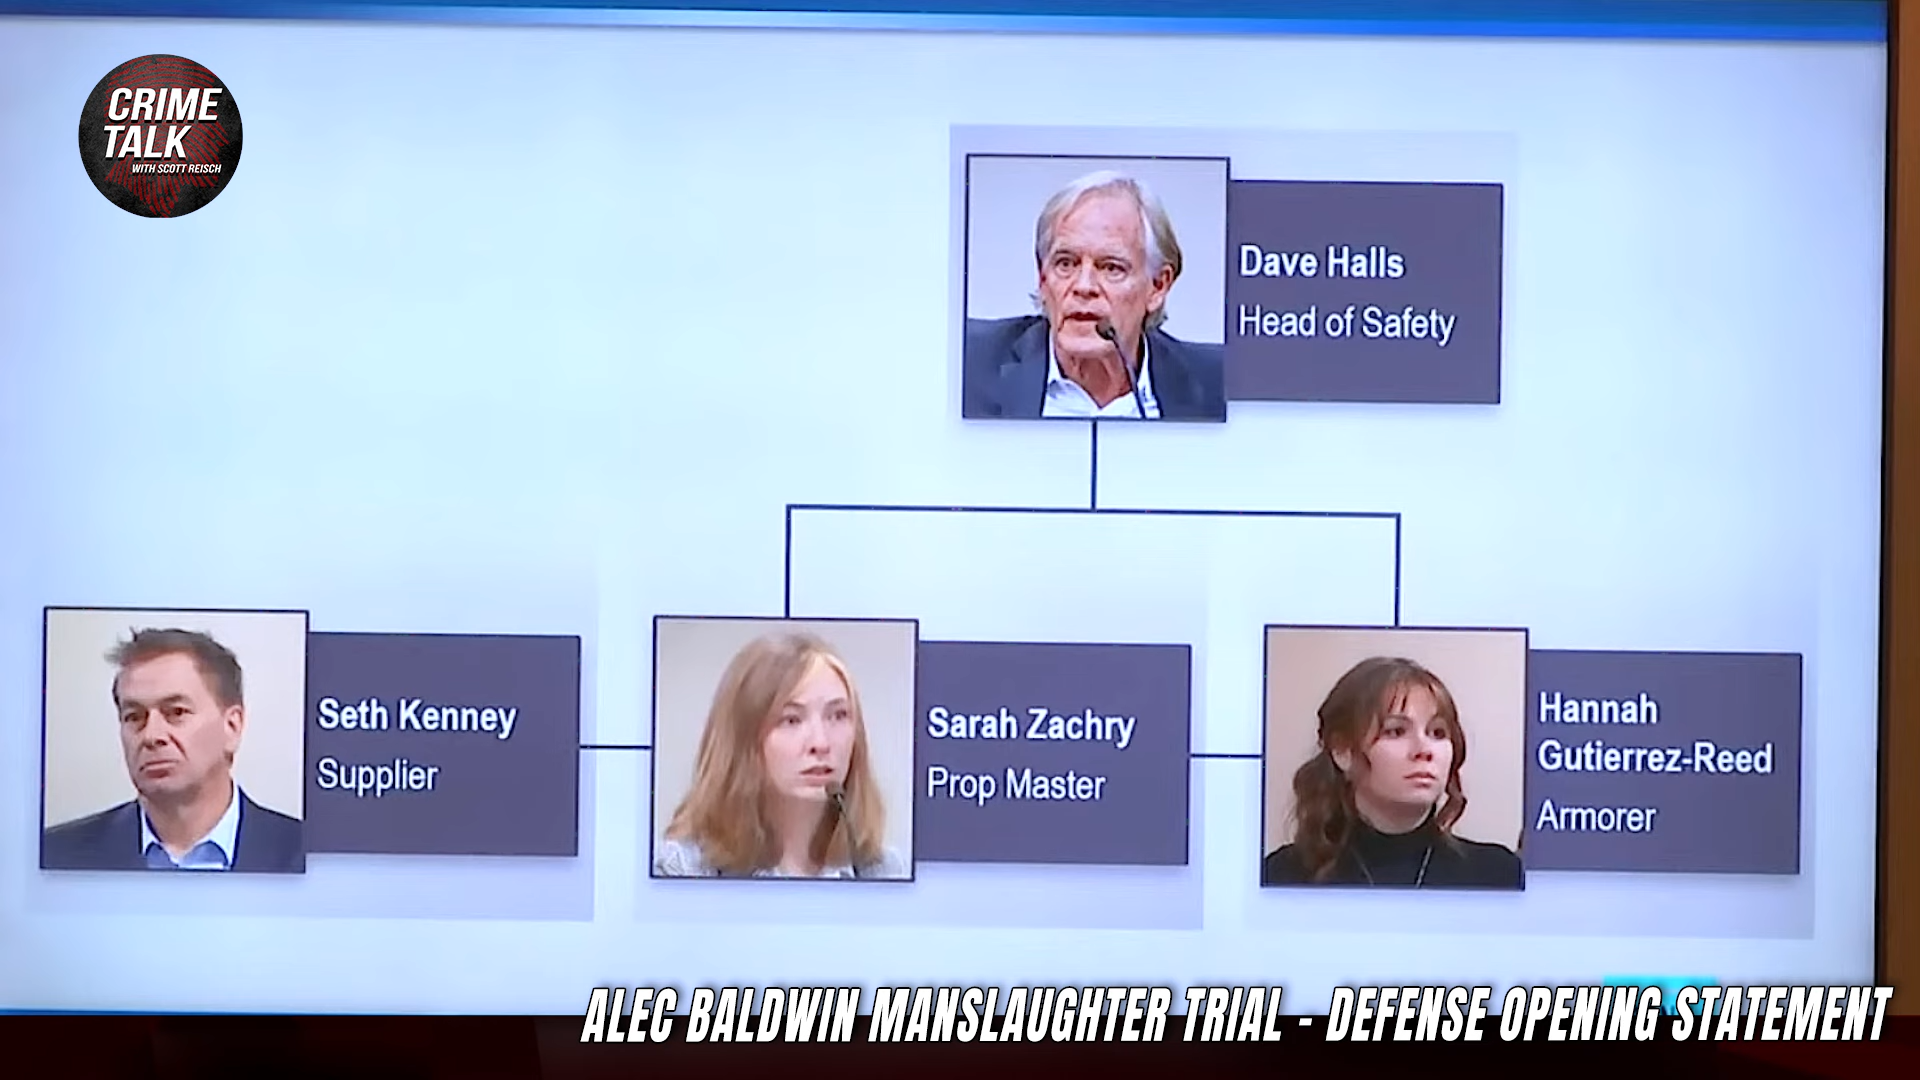 CRIME
TALK
WITH SCOTT REISCH
Dave Halls
Head of Safety
Seth Kenney
Supplier
Sarah Zachry
Prop Master
Hannah
Gutierrez-Reed
Armorer
ALEC BALDWIN MANSLAUGHTER TRIAL - DEFENSE OPENING STATEMENT